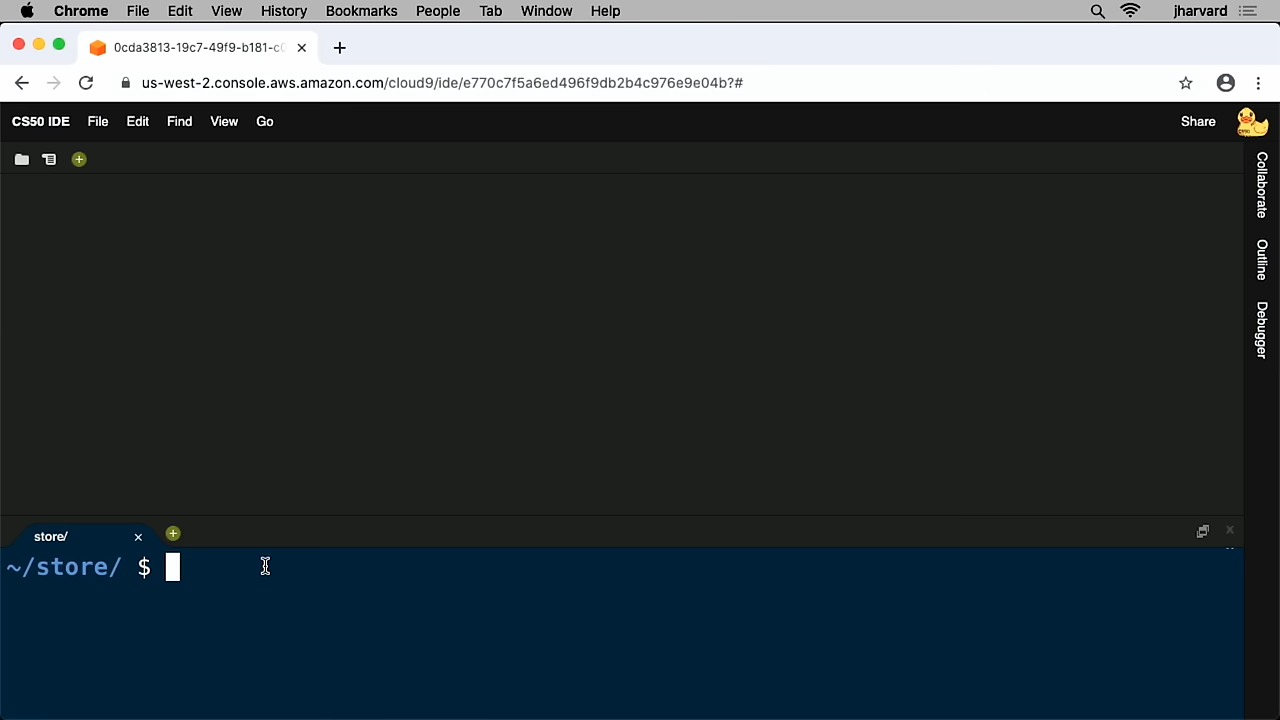 Chrome File Edit View History Bookmarks People Tab Window Help jharvard
0cda3813-19c7-49f9-b181-c0
us-west-2.console.aws.amazon.com/cloud9/ide/e770c7f5a6ed496f9db2b4c976e9e04b?#
CS50 IDE File Edit Find View Go Share
Collaborate
Outline
Debugger
store/
~/store/ $